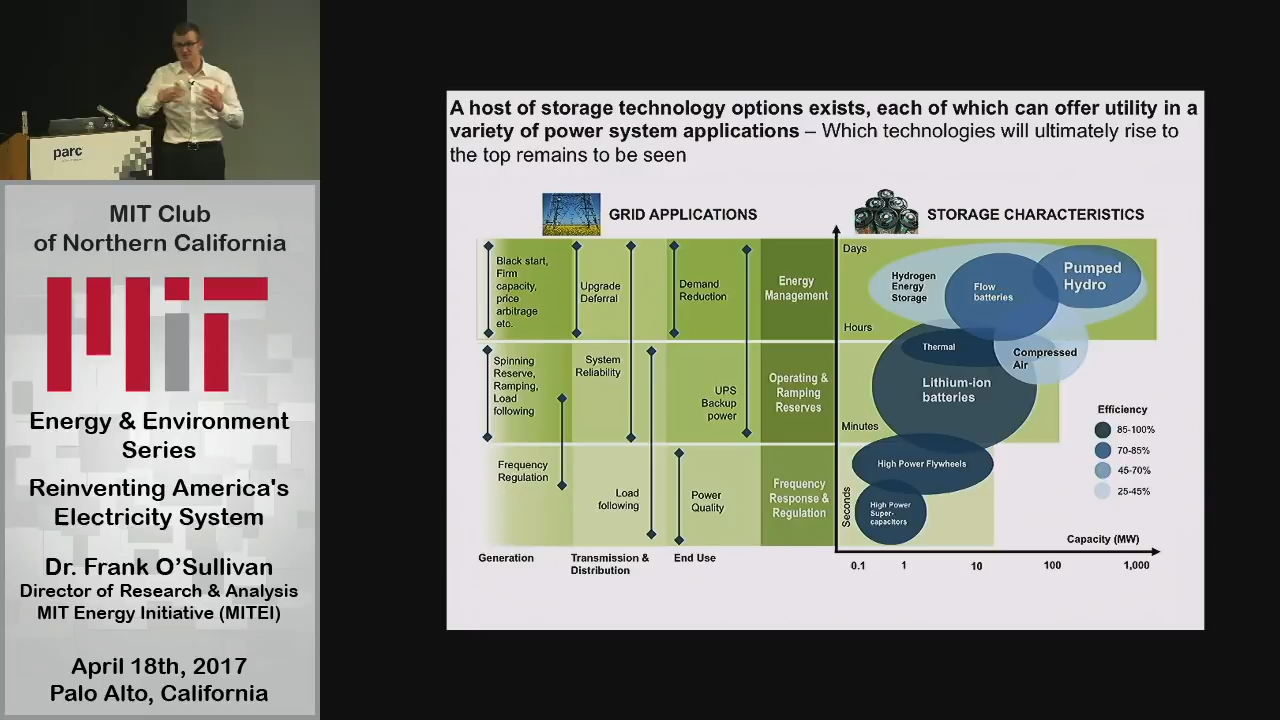 parc
MIT Club
of Northern California
MIT
Energy & Environment
Series
Reinventing America's
Electricity System
Dr. Frank O'Sullivan
Director of Research & Analysis
MIT Energy Initiative (MITEI)
April 18th, 2017
Palo Alto, California
A host of storage technology options exists, each of which can offer utility in a
variety of power system applications – Which technologies will ultimately rise to
the top remains to be seen
GRID APPLICATIONS
Black start,
Firm
capacity,
price
arbitrage
etc.
Upgrade
Deferral
Demand
Reduction
Energy
Management
Spinning
Reserve,
Ramping,
Load
following
System
Reliability
UPS
Backup
power
Operating &
Ramping
Reserves
Frequency
Regulation
Load
following
Power
Quality
Frequency
Response &
Regulation
Generation
Transmission &
Distribution
End Use
STORAGE CHARACTERISTICS
Days
Hydrogen
Energy
Storage
Flow
batteries
Pumped
Hydro
Hours
Thermal
Compressed
Air
Lithium-ion
batteries
Minutes
High Power Flywheels
Seconds
High Power
Super-
capacitors
Efficiency
85-100%
70-85%
45-70%
25-45%
Capacity (MW)
0.1
1
10
100
1,000